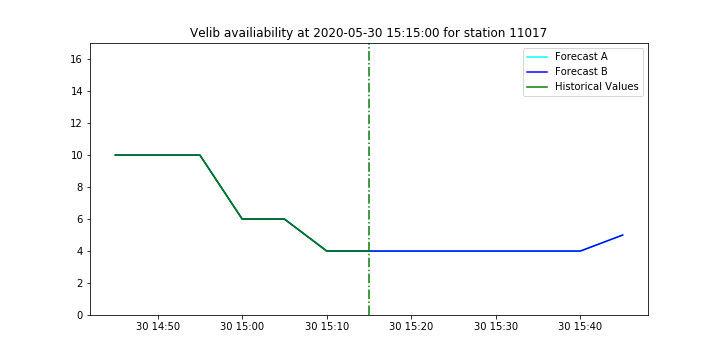 Velib availiability at 2020-05-30 15:15:00 for station 11017
Forecast A
Forecast B
Historical Values
16
14
12
10
8
6
4
2
0
30 14:50 30 15:00 30 15:10 30 15:20 30 15:30 30 15:40